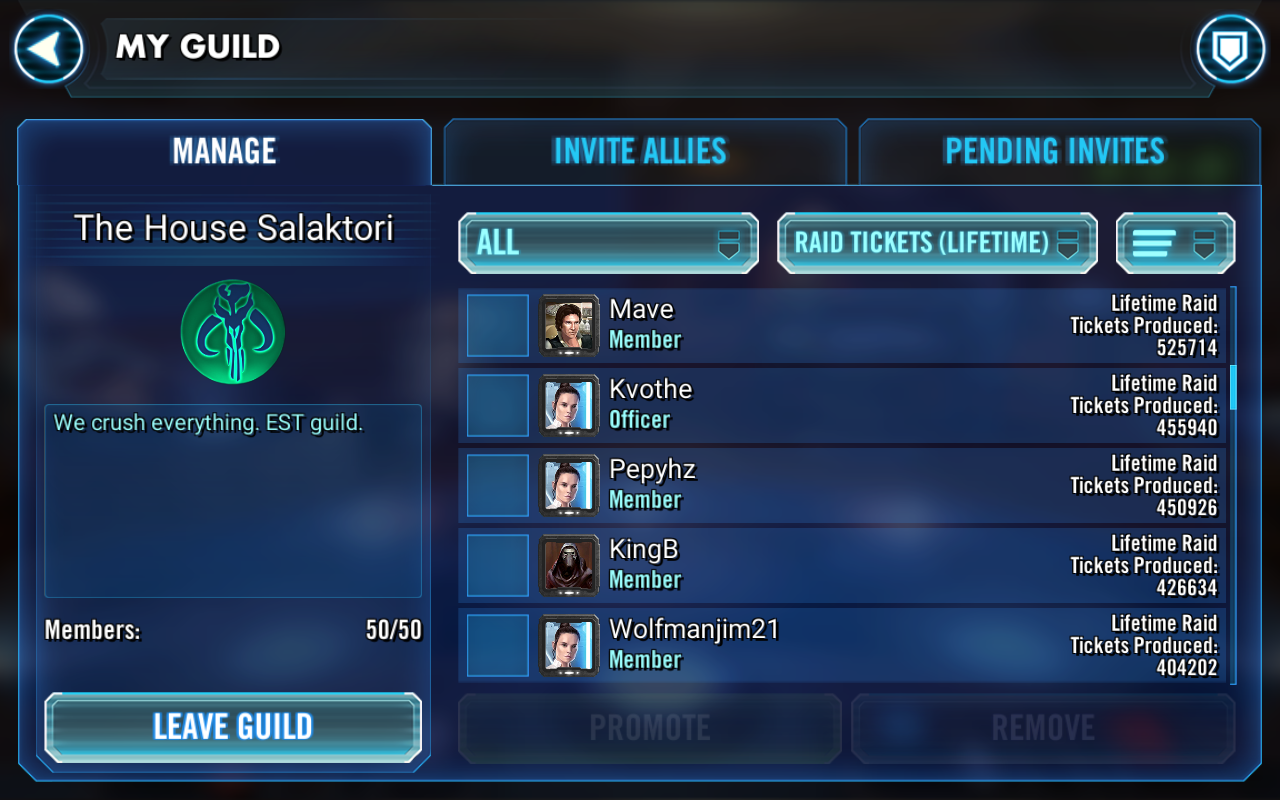 MY GUILD
MANAGE
INVITE ALLIES
PENDING INVITES
The House Salaktori
We crush everything. EST guild.
Members: 50/50
LEAVE GUILD
ALL
RAID TICKETS (LIFETIME)
Mave
Member
Lifetime Raid
Tickets Produced:
525714
Kvothe
Officer
Lifetime Raid
Tickets Produced:
455940
Pepyhz
Member
Lifetime Raid
Tickets Produced:
450926
KingB
Member
Lifetime Raid
Tickets Produced:
426634
Wolfmanjim21
Member
Lifetime Raid
Tickets Produced:
404202
PROMOTE
REMOVE